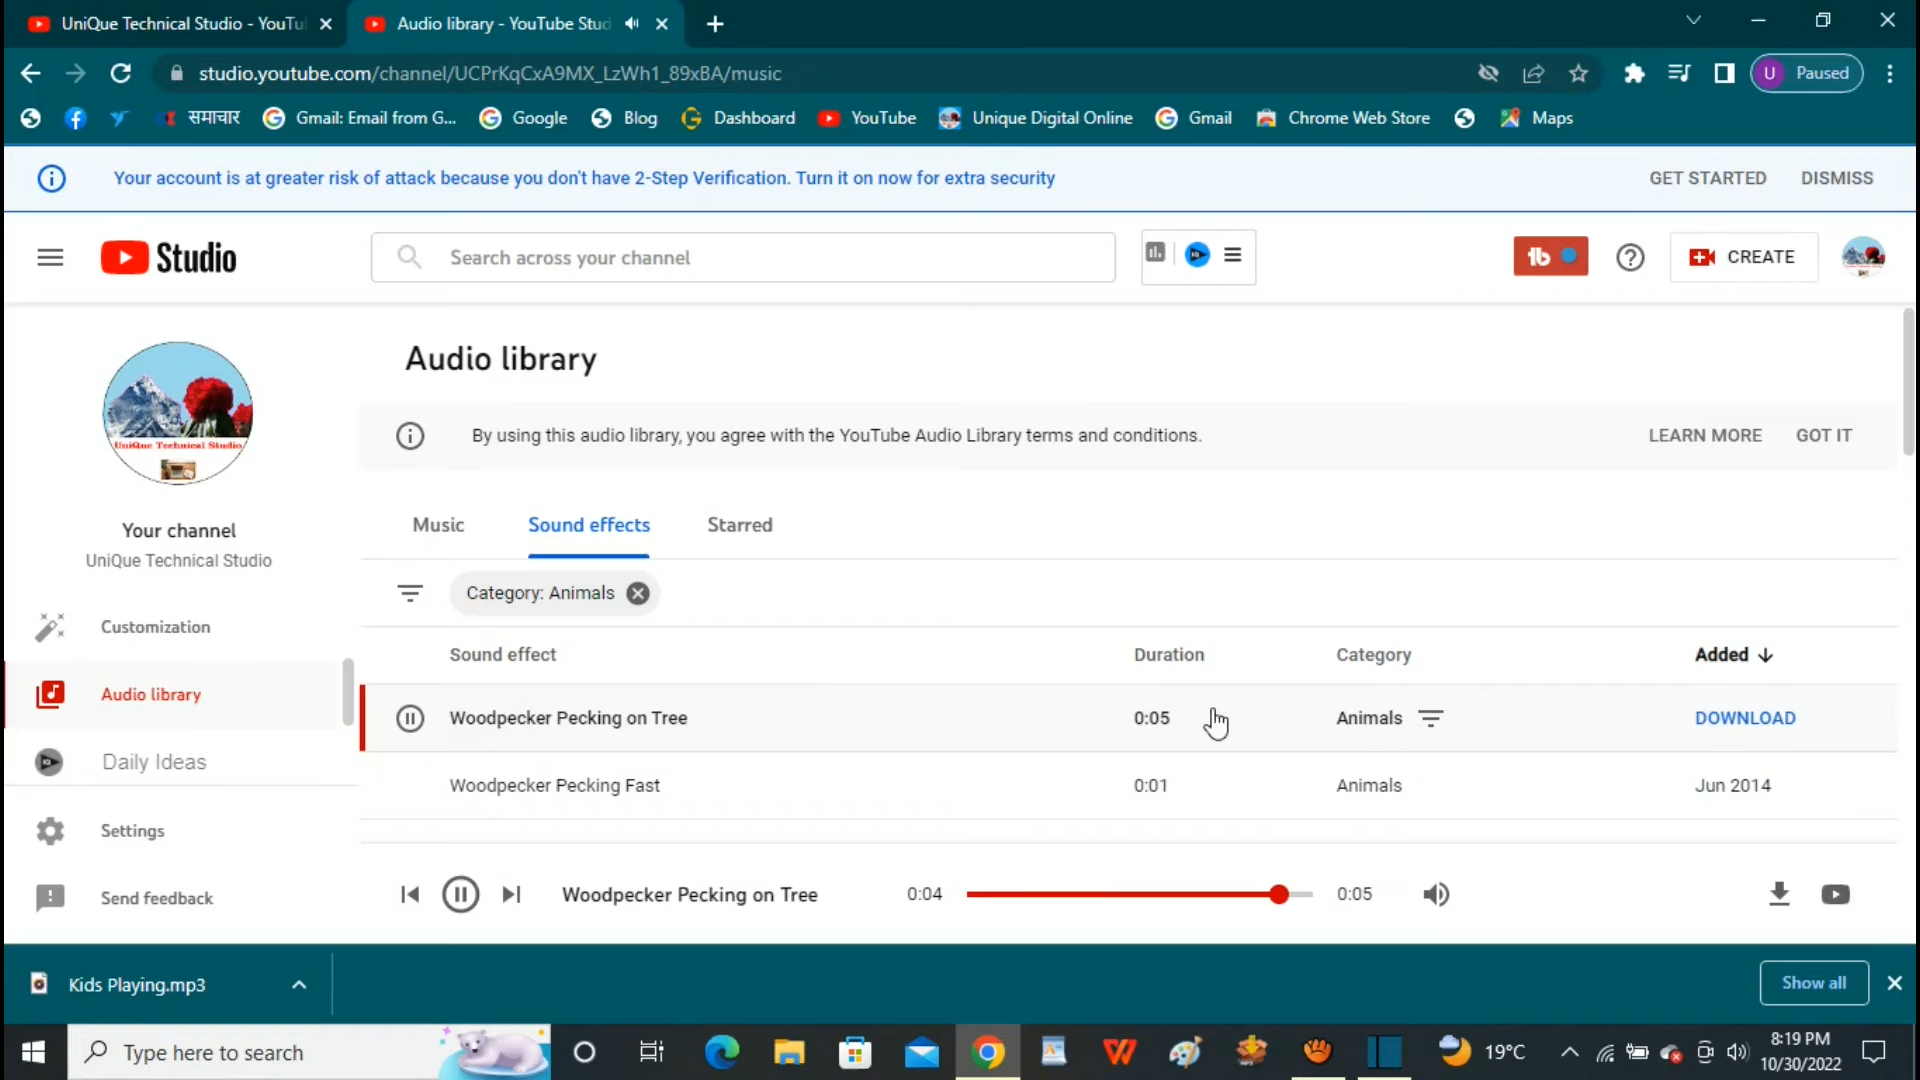 UniQue Technical Studio - YouTu
Audio library - YouTube Stud
studio.youtube.com/channel/UCPrKqCxA9MX_LzWh1_89xBA/music
U Paused
समाचार
Gmail: Email from G...
Google
Blog
Dashboard
YouTube
Unique Digital Online
Gmail
Chrome Web Store
Maps
Your account is at greater risk of attack because you don't have 2-Step Verification. Turn it on now for extra security
GET STARTED
DISMISS
Studio
Search across your channel
CREATE
UniQue Technical Studio
Your channel
UniQue Technical Studio
Customization
Audio library
Daily Ideas
Settings
Send feedback
Audio library
By using this audio library, you agree with the YouTube Audio Library terms and conditions.
LEARN MORE
GOT IT
Music
Sound effects
Starred
Category: Animals
Sound effect
Duration
Category
Added
Woodpecker Pecking on Tree
0:05
Animals
DOWNLOAD
Woodpecker Pecking Fast
0:01
Animals
Jun 2014
Woodpecker Pecking on Tree
0:04
0:05
Kids Playing.mp3
Show all
Type here to search
19°C
8:19 PM
10/30/2022